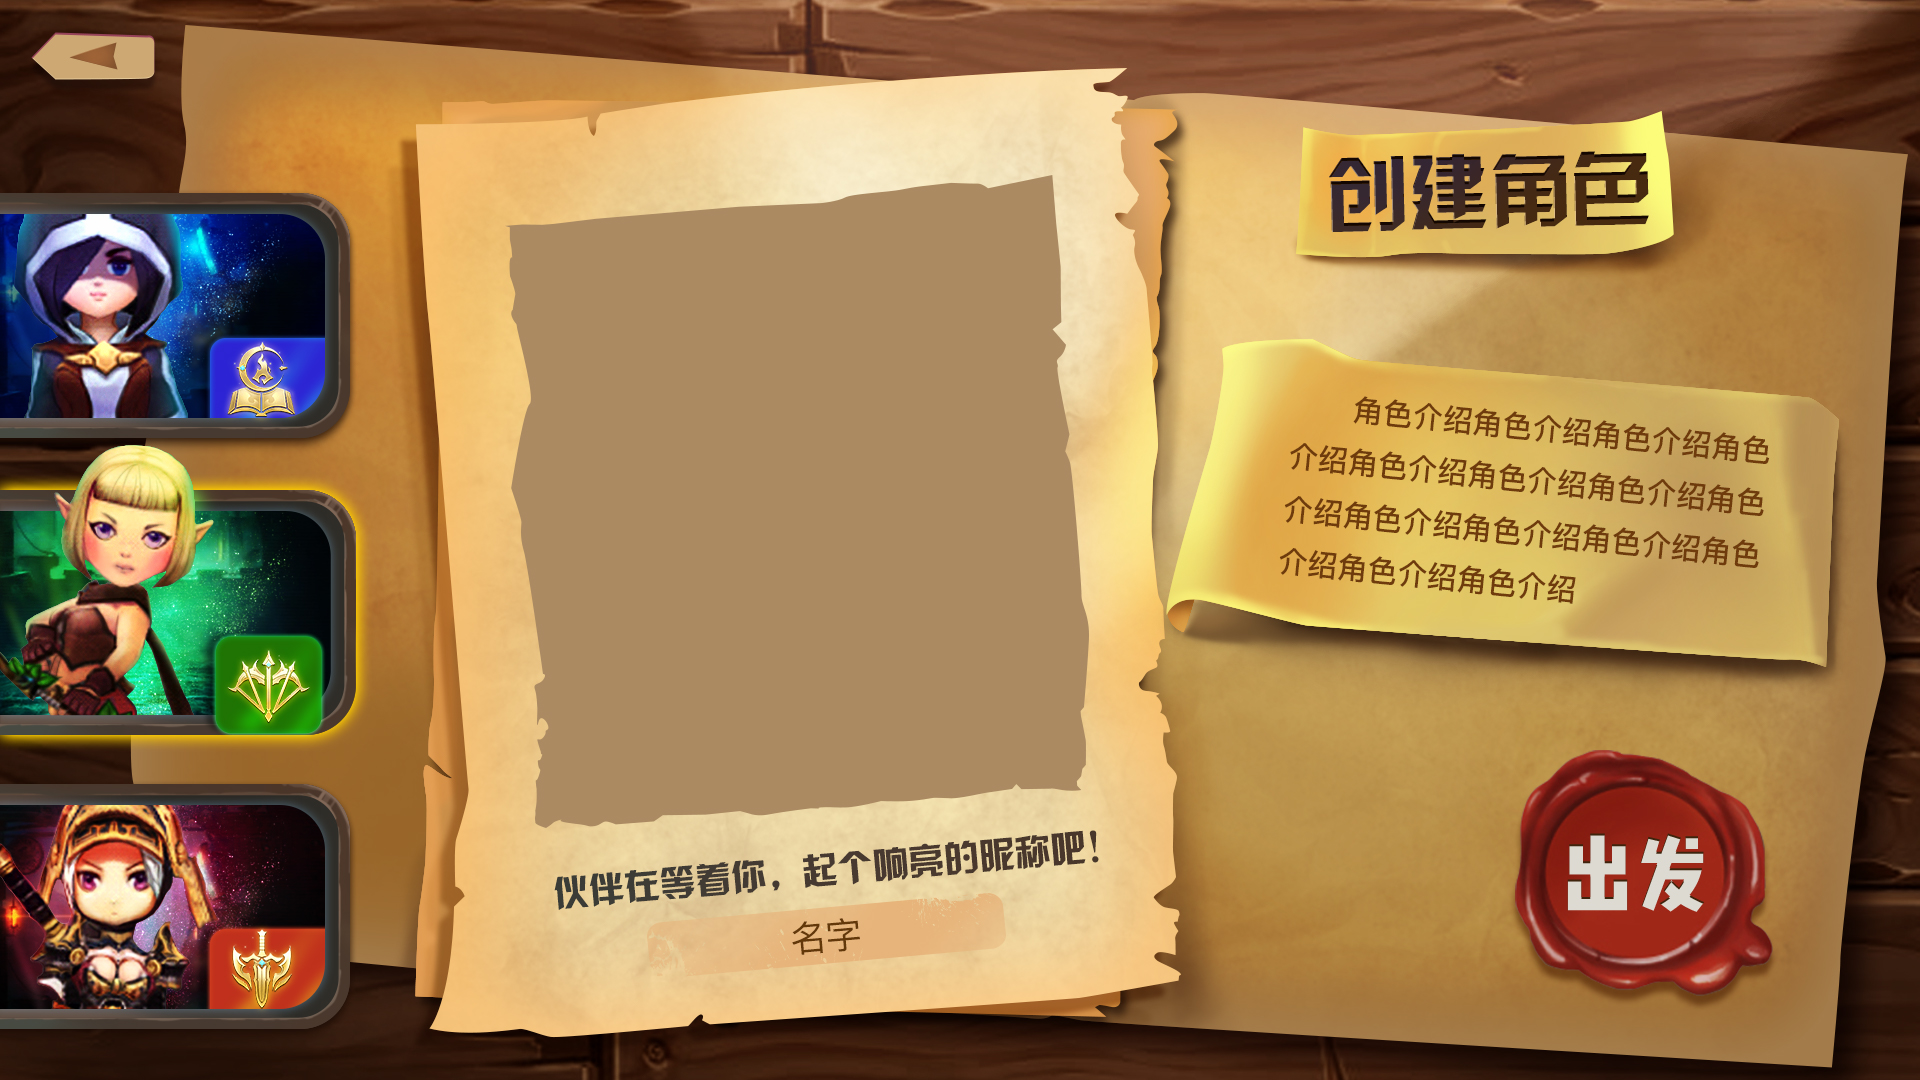 创建角色
角色介绍角色介绍角色介绍角色
介绍角色介绍角色介绍角色介绍角色
介绍角色介绍角色介绍角色介绍角色
介绍角色介绍角色介绍
伙伴在等着你，起个响亮的昵称吧！
名字
出发